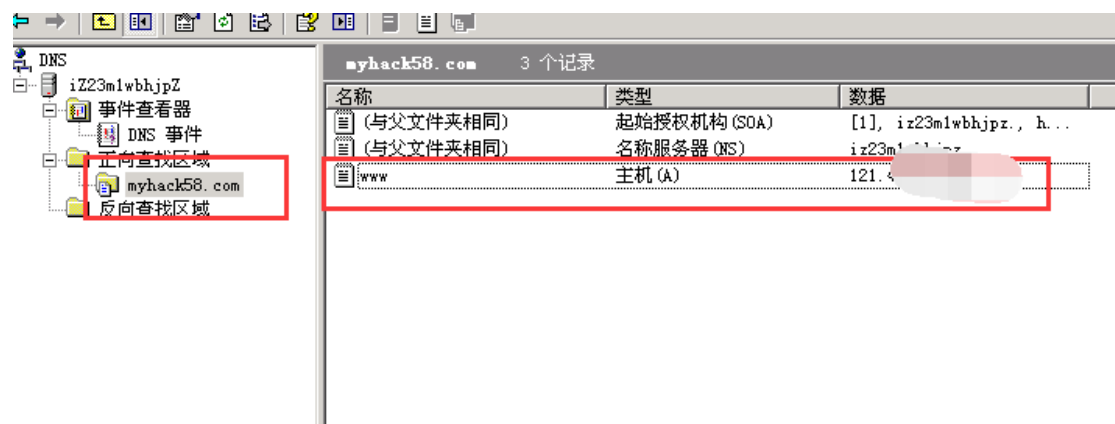 DNS
iZ23m1wbhjpZ
事件查看器
DNS 事件
正向查找区域
myhack58.com
反向查找区域
myhack58.com 3 个记录
名称 类型 数据
(与父文件夹相同) 起始授权机构(SOA) [1], iz23m1wbhjpz., h...
(与父文件夹相同) 名称服务器(NS)
www 主机(A) 121.